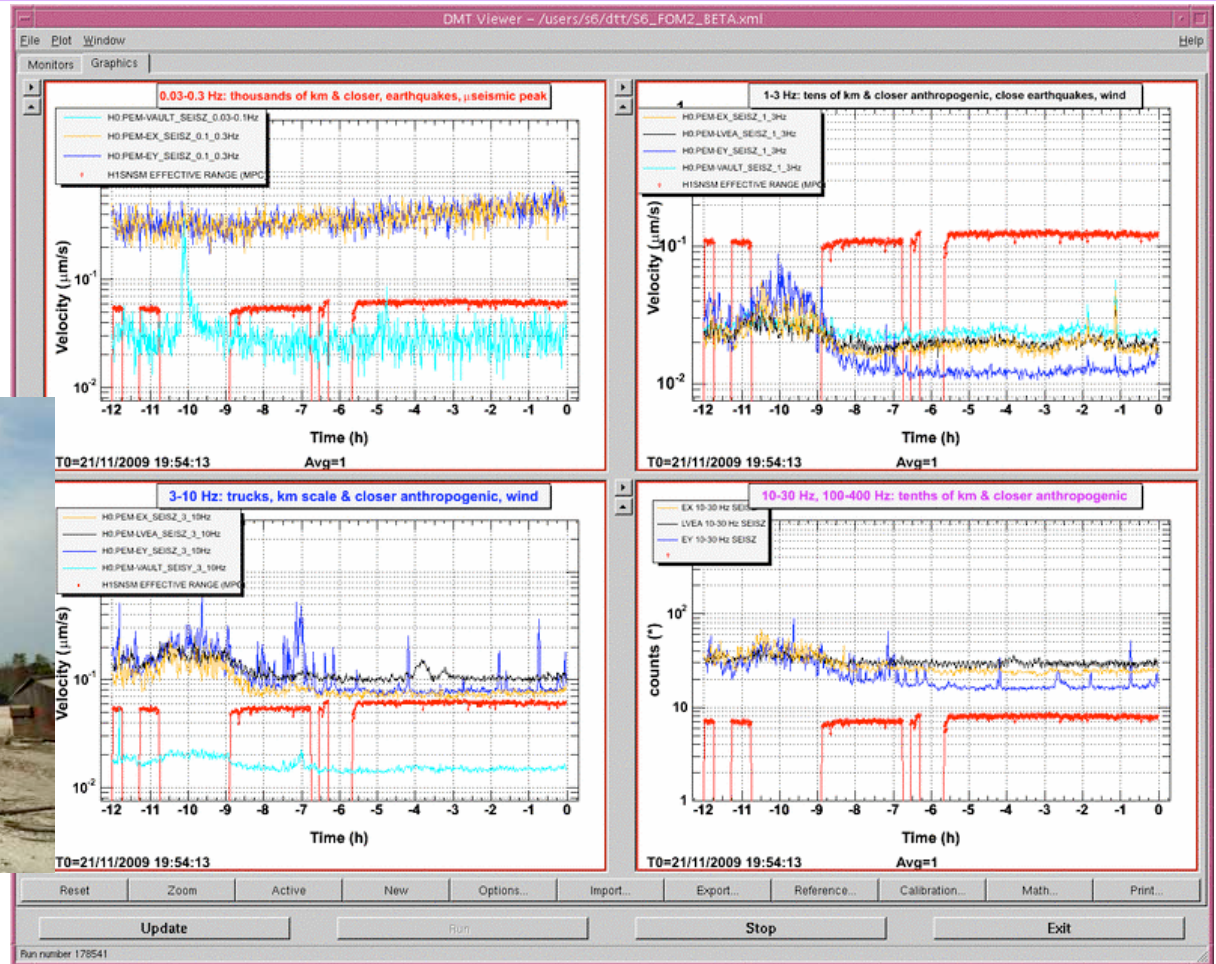 DMT Viewer – /users/s6/dtt/S6_FOM2_BETA.xml
File Plot Window Help
Monitors Graphics
0.03-0.3 Hz: thousands of km & closer, earthquakes, μseismic peak
H0:PEM-VAULT_SEISZ_0.03-0.1Hz
H0:PEM-EX_SEISZ_0.1_0.3Hz
H0:PEM-EY_SEISZ_0.1_0.3Hz
H1SNSM EFFECTIVE RANGE (MPC
Velocity (μm/s)
10-1
10-2
-12 -11 -10 -9 -8 -7 -6 -5 -4 -3 -2 -1 0
Time (h)
T0=21/11/2009 19:54:13 Avg=1
1-3 Hz: tens of km & closer anthropogenic, close earthquakes, wind
1
H0:PEM-EX_SEISZ_1_3Hz
H0:PEM-LVEA_SEISZ_1_3Hz
H0:PEM-EY_SEISZ_1_3Hz
H0:PEM-VAULT_SEISZ_1_3Hz
H1SNSM EFFECTIVE RANGE (MPC
Velocity (μm/s)
10-1
10-2
-12 -11 -10 -9 -8 -7 -6 -5 -4 -3 -2 -1 0
Time (h)
T0=21/11/2009 19:54:13 Avg=1
3-10 Hz: trucks, km scale & closer anthropogenic, wind
H0:PEM-EX_SEISZ_3_10Hz
H0:PEM-LVEA_SEISZ_3_10Hz
H0:PEM-EY_SEISZ_3_10Hz
H0:PEM-VAULT_SEISY_3_10Hz
H1SNSM EFFECTIVE RANGE (MPC
Velocity (μm/s)
10-1
10-2
-12 -11 -10 -9 -8 -7 -6 -5 -4 -3 -2 -1 0
Time (h)
T0=21/11/2009 19:54:13
10-30 Hz, 100-400 Hz: tenths of km & closer anthropogenic
EX 10-30 Hz SEISZ
LVEA 10-30 Hz SEISZ
EY 10-30 Hz SEISZ
counts (*)
102
10
1
-12 -11 -10 -9 -8 -7 -6 -5 -4 -3 -2 -1 0
Time (h)
T0=21/11/2009 19:54:13 Avg=1
Reset Zoom Active New Options... Import... Export... Reference... Calibration... Math... Print...
Update Run Stop Exit
Run number 178541